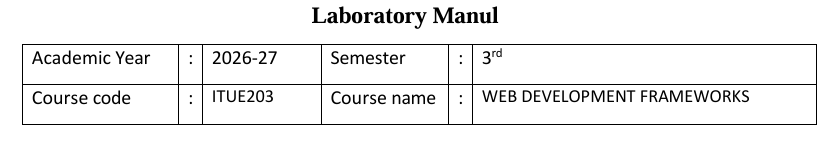 Laboratory Manul
Academic Year : 2026-27 Semester : 3rd
Course code : ITUE203 Course name : WEB DEVELOPMENT FRAMEWORKS